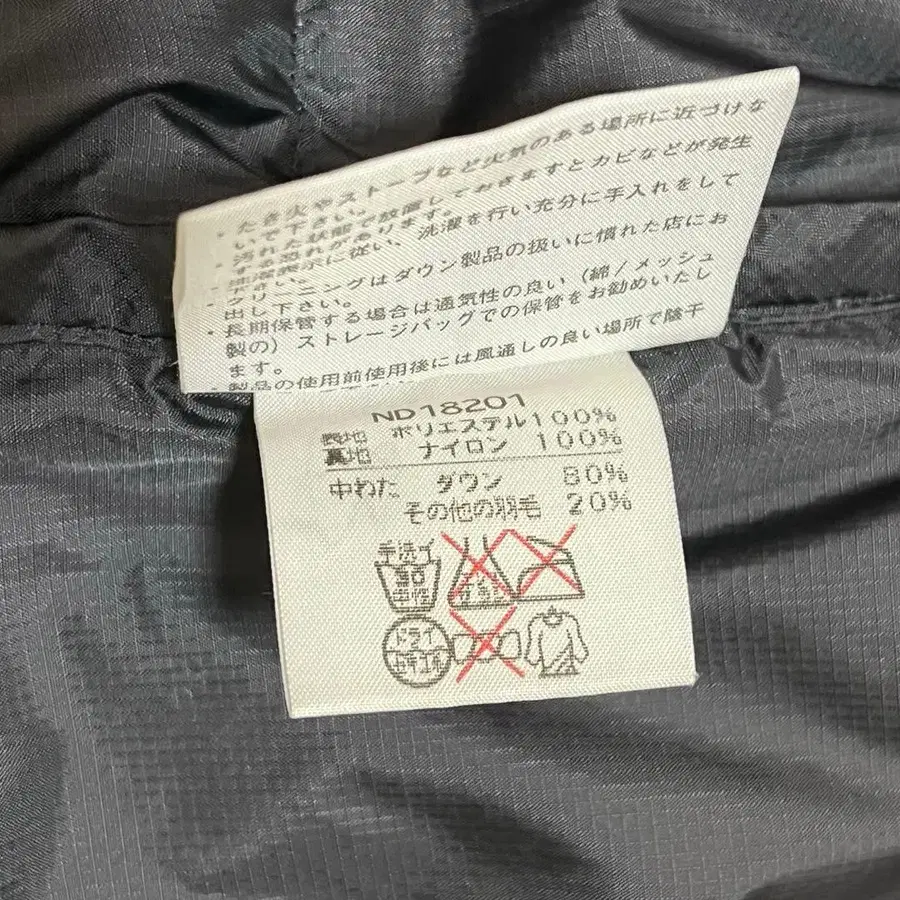 ・たき火やストーブなど火気のある場所に近づけな
いで下さい。
・汚れた状態で放置しておきますとカビなどが発生
する恐れがあります。
・洗濯表示に従い、洗濯を行い充分に手入れをして
下さい。
・クリーニングはダウン製品の扱いに慣れた店にお
出し下さい。
・長期保管する場合は通気性の良い（綿/メッシュ
製の）ストレージバッグでの保管をお勧めいたし
ます。
・製品の使用前使用後には風通しの良い場所で陰干
ND18201
表地 ポリエステル 100%
裏地 ナイロン 100%
中わた ダウン 80%
その他の羽毛 20%
手洗イ
中性
ドライ
セキユ系